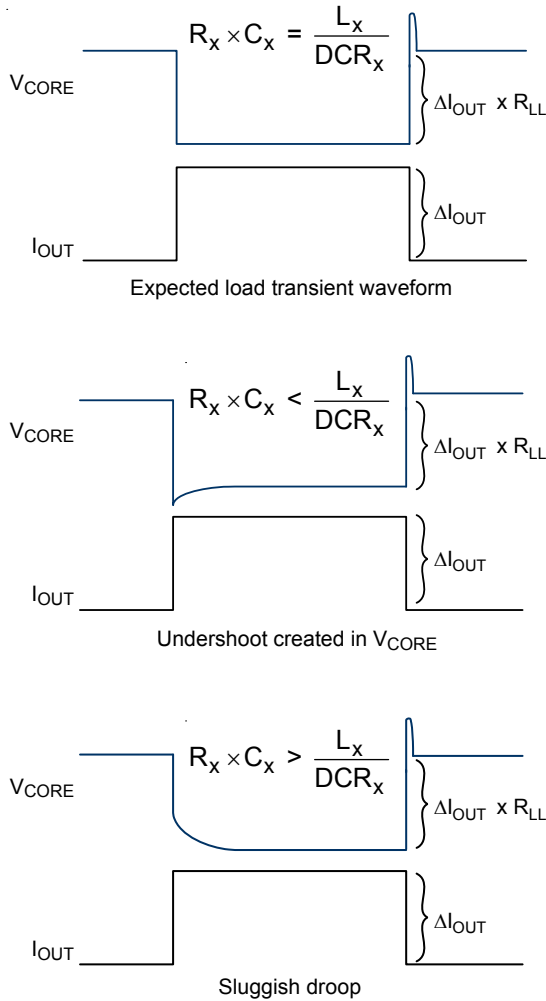 R_x × C_x = L_x / DCR_x
V_CORE
ΔI_OUT x R_LL
ΔI_OUT
I_OUT
Expected load transient waveform
R_x × C_x < L_x / DCR_x
V_CORE
ΔI_OUT x R_LL
ΔI_OUT
I_OUT
Undershoot created in V_CORE
R_x × C_x > L_x / DCR_x
V_CORE
ΔI_OUT x R_LL
ΔI_OUT
I_OUT
Sluggish droop